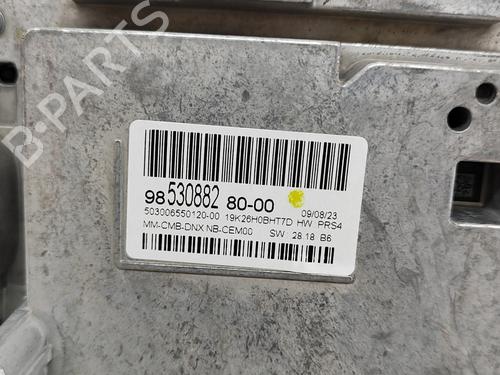 B-PARTS
98 530882 80-00
09/08/23
503006550120-00 19K26H0BHT7D HW PRS4
MM-CMB-DNX NB-CEM00 SW 28.18 B6